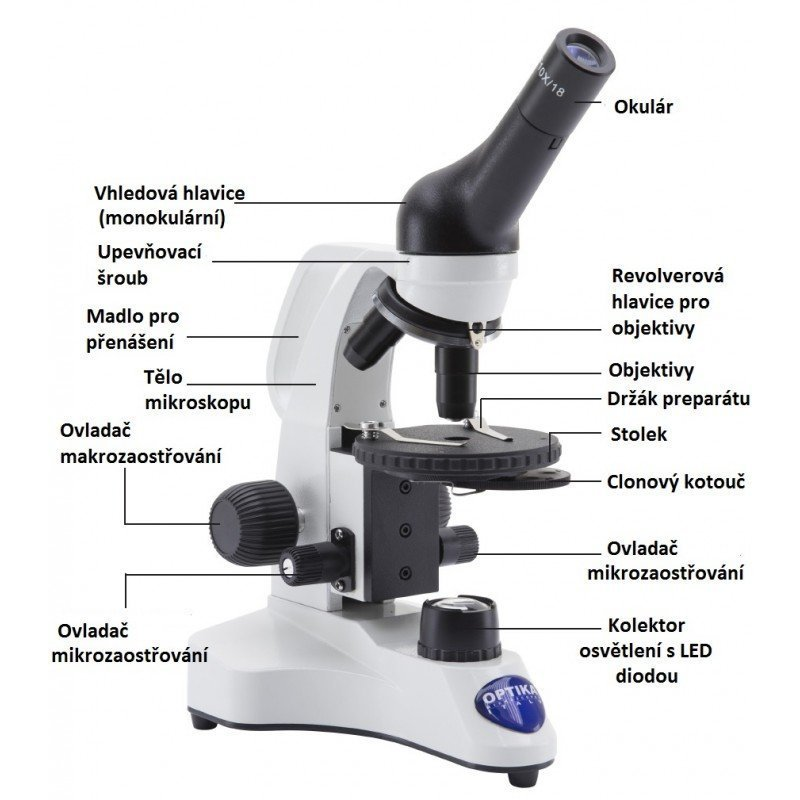 10X/18
Okulár
Vhledová hlavice
(monokulární)
Upevňovací
šroub
Madlo pro
přenášení
Tělo
mikroskopu
Ovladač
makrozaostřování
Ovladač
mikrozaostřování
Revolverová
hlavice pro
objektivy
Objektivy
Držák preparátu
Stolek
Clonový kotouč
Ovladač
mikrozaostřování
Kolektor
osvětlení s LED
diodou
OPTIKA